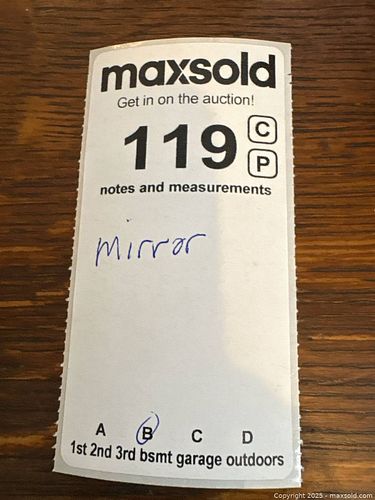 maxsold
Get in on the auction!
119 C
P
notes and measurements
mirror
A B C D
1st 2nd 3rd bsmt garage outdoors
Copyright 2025 - maxsold.com